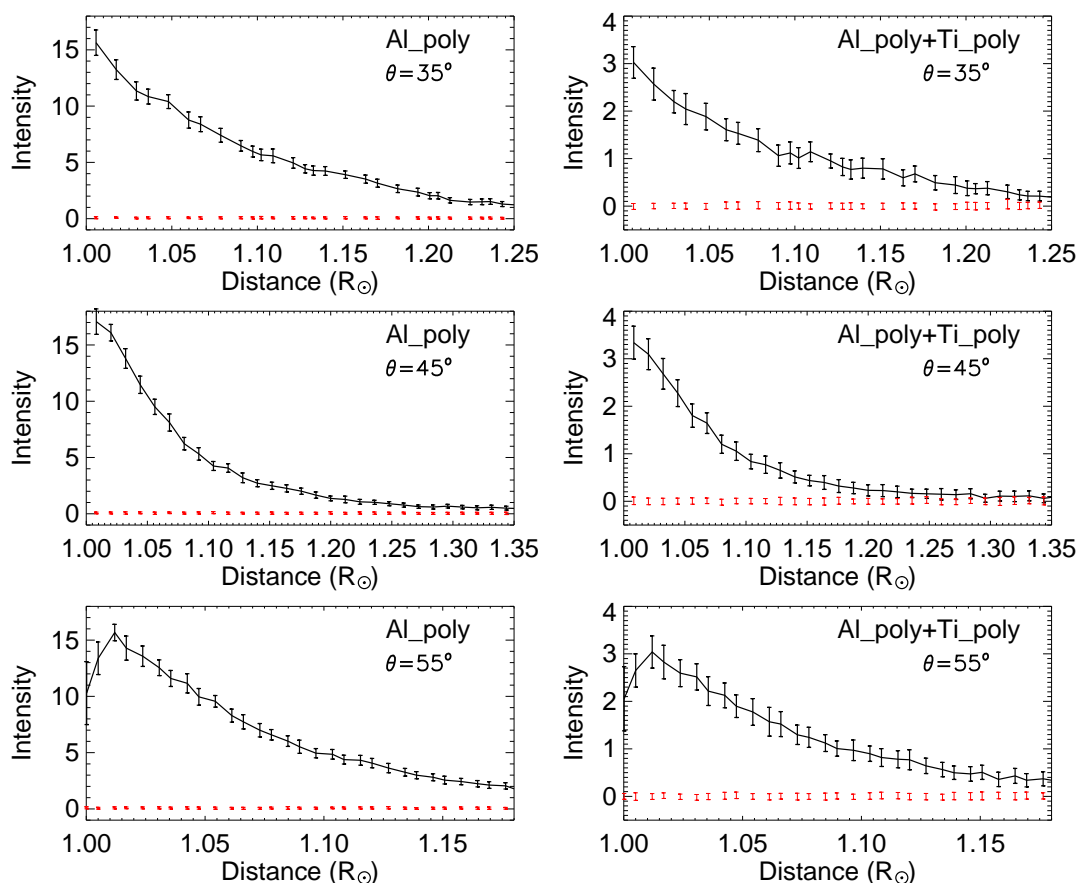 Al_poly
θ=35°
Intensity
15
10
5
0
1.00 1.05 1.10 1.15 1.20 1.25
Distance (R☉)
Al_poly+Ti_poly
θ=35°
Intensity
4
3
2
1
0
1.00 1.05 1.10 1.15 1.20 1.25
Distance (R☉)
Al_poly
θ=45°
Intensity
15
10
5
0
1.00 1.05 1.10 1.15 1.20 1.25 1.30 1.35
Distance (R☉)
Al_poly+Ti_poly
θ=45°
Intensity
4
3
2
1
0
1.00 1.05 1.10 1.15 1.20 1.25 1.30 1.35
Distance (R☉)
Al_poly
θ=55°
Intensity
15
10
5
0
1.00 1.05 1.10 1.15
Distance (R☉)
Al_poly+Ti_poly
θ=55°
Intensity
4
3
2
1
0
1.00 1.05 1.10 1.15
Distance (R☉)